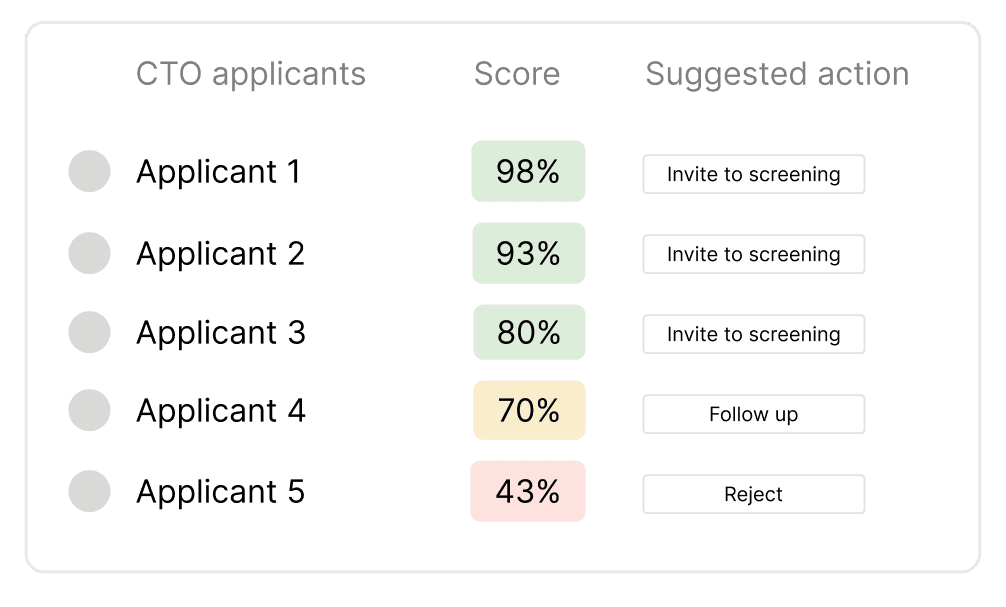 CTO applicants Score Suggested action
Applicant 1 98% Invite to screening
Applicant 2 93% Invite to screening
Applicant 3 80% Invite to screening
Applicant 4 70% Follow up
Applicant 5 43% Reject